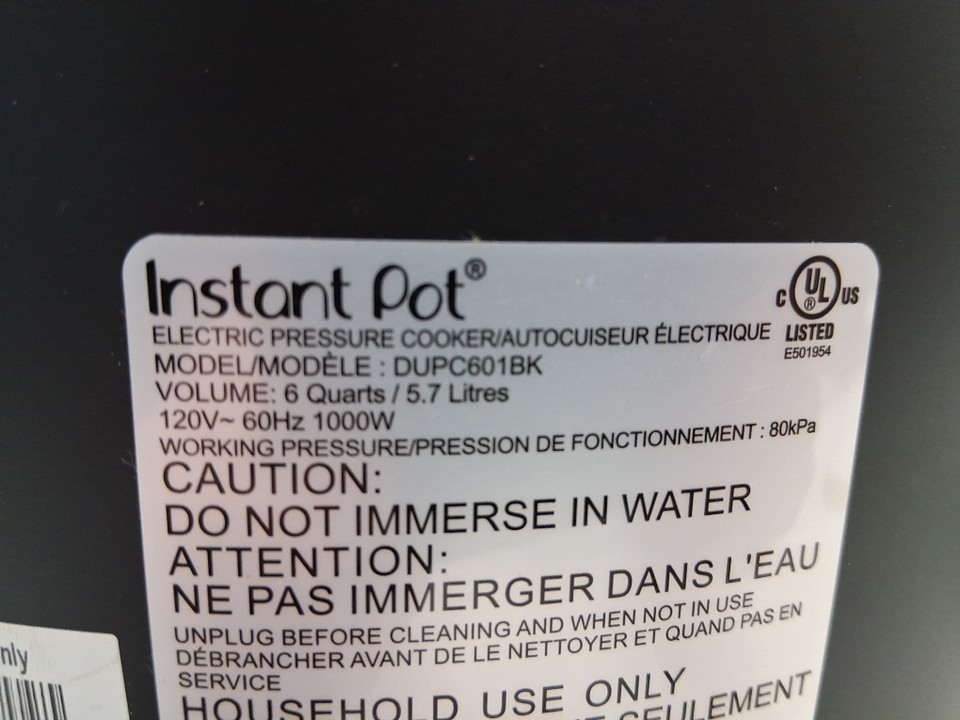 Instant Pot®
C UL® US
LISTED
E501954
ELECTRIC PRESSURE COOKER/AUTOCUISEUR ÉLECTRIQUE
MODEL/MODÈLE : DUPC601BK
VOLUME: 6 Quarts / 5.7 Litres
120V~ 60Hz 1000W
WORKING PRESSURE/PRESSION DE FONCTIONNEMENT : 80kPa
CAUTION:
DO NOT IMMERSE IN WATER
ATTENTION:
NE PAS IMMERGER DANS L'EAU
UNPLUG BEFORE CLEANING AND WHEN NOT IN USE
DÉBRANCHER AVANT DE LE NETTOYER ET QUAND PAS EN
SERVICE
HOUSEHOLD USE ONLY
SEULEMENT
nly